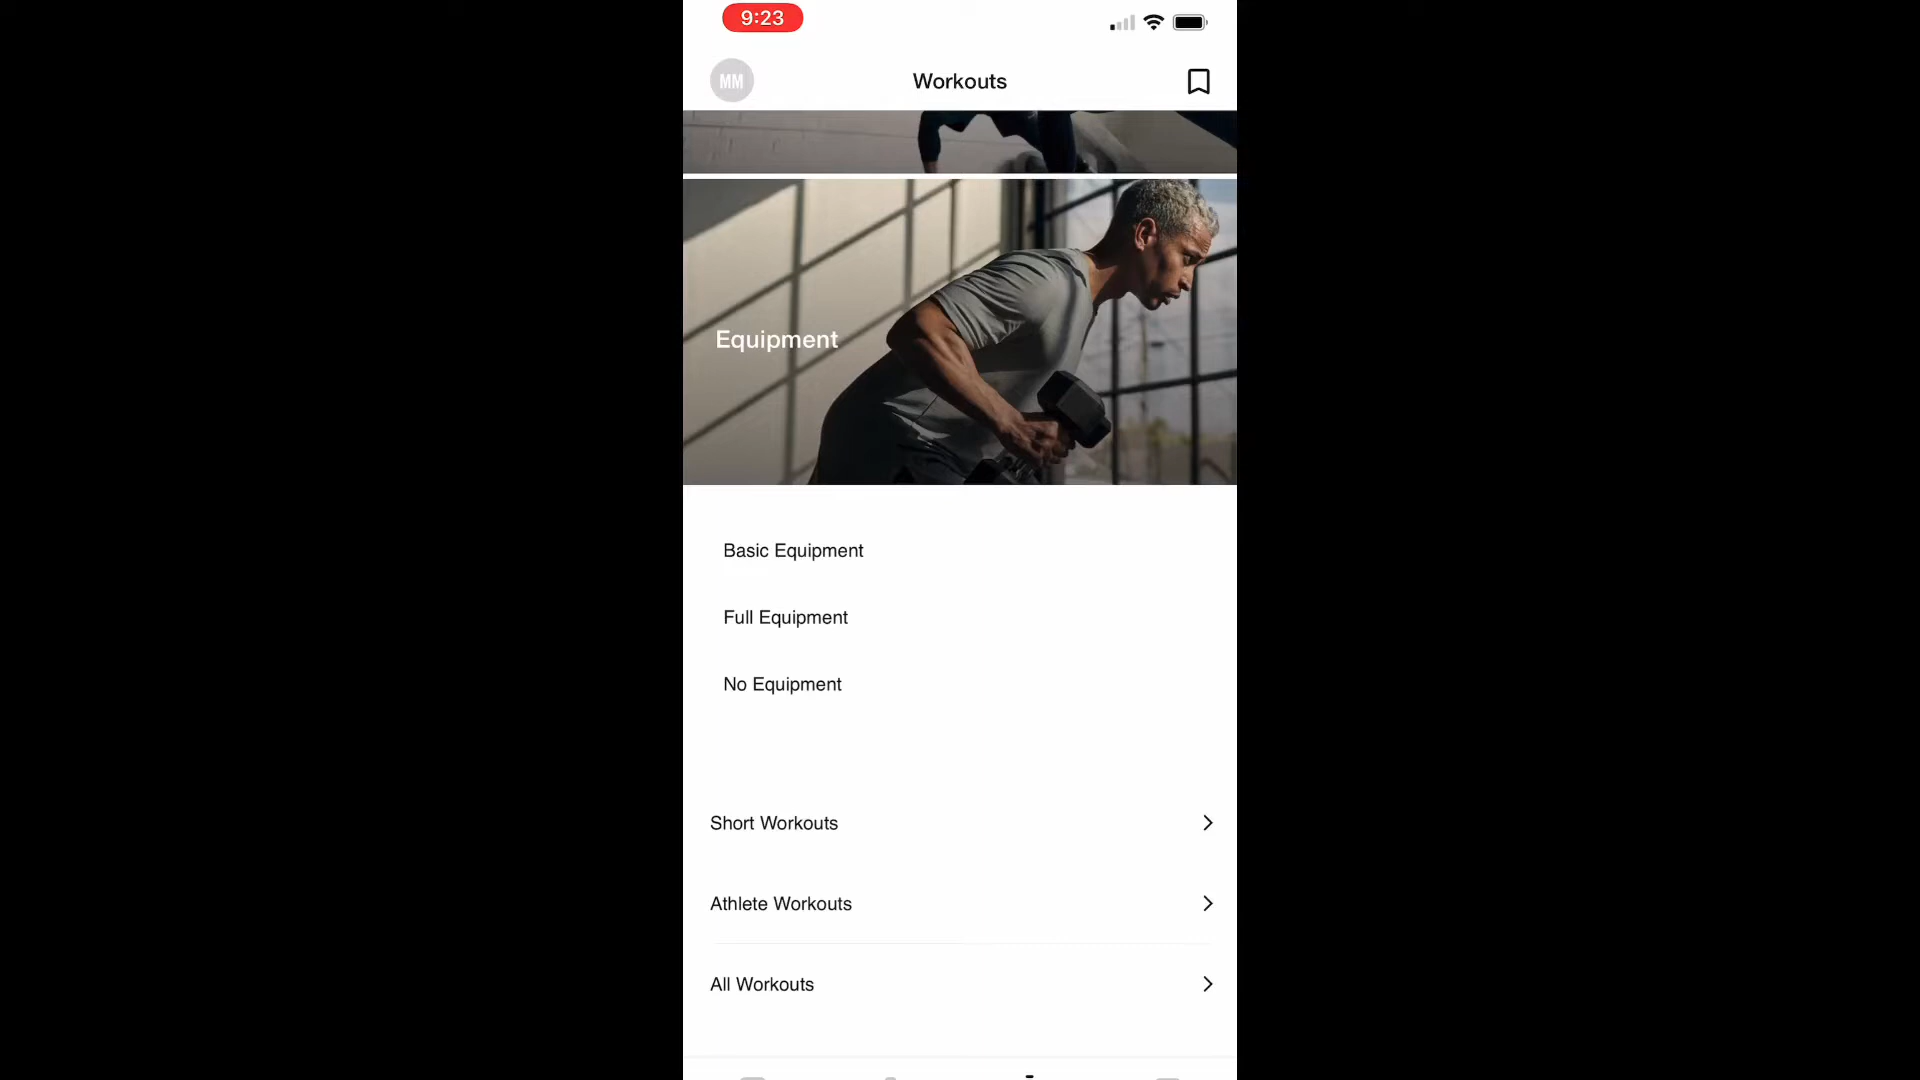 9:23
MM
Workouts
Equipment
Basic Equipment
Full Equipment
No Equipment
Short Workouts
Athlete Workouts
All Workouts